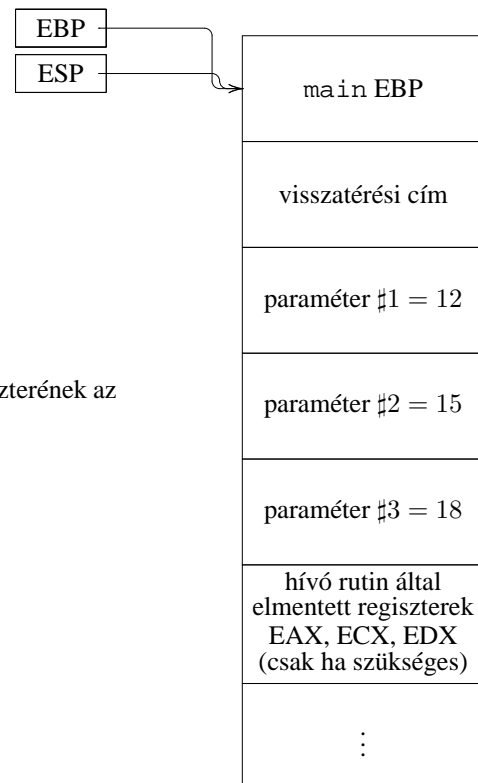 EBP
ESP
main EBP
visszatérési cím
paraméter ♯1 = 12
zterének az
paraméter ♯2 = 15
paraméter ♯3 = 18
hívó rutin által
elmentett regiszterek
EAX, ECX, EDX
(csak ha szükséges)
⋮